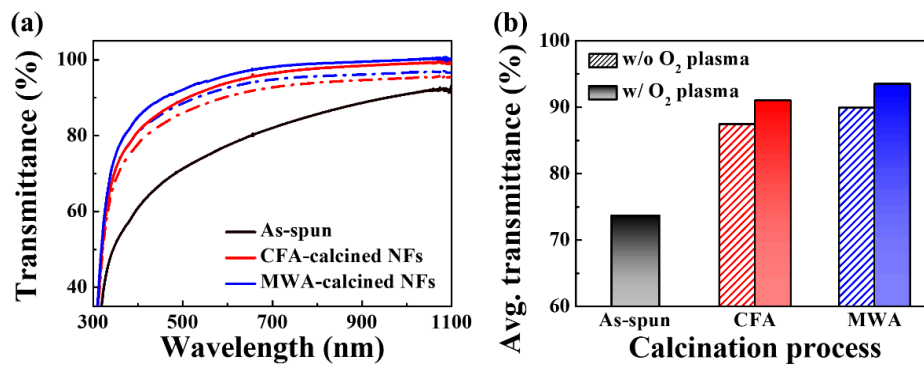 (a)
Transmittance (%)
100
80
60
40
As-spun
CFA-calcined NFs
MWA-calcined NFs
300
500
700
900
1100
Wavelength (nm)
(b)
Avg. transmittance (%)
100
90
80
70
60
w/o O₂ plasma
w/ O₂ plasma
As-spun
CFA
MWA
Calcination process